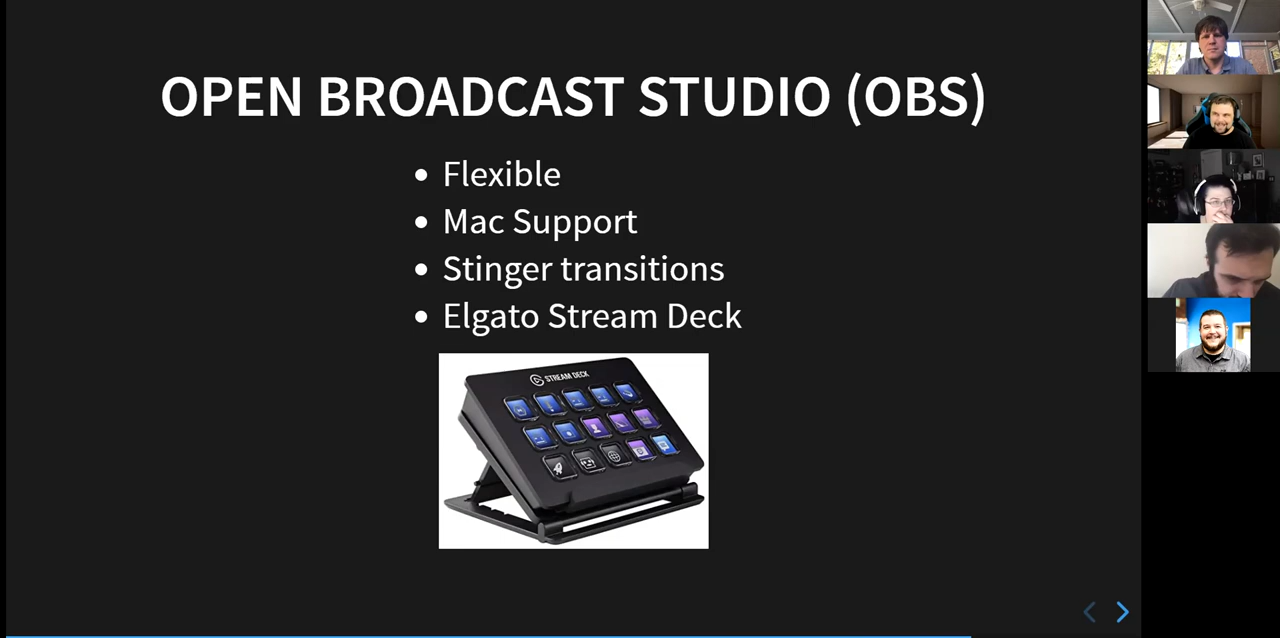 OPEN BROADCAST STUDIO (OBS)
Flexible
Mac Support
Stinger transitions
Elgato Stream Deck
STREAM DECK